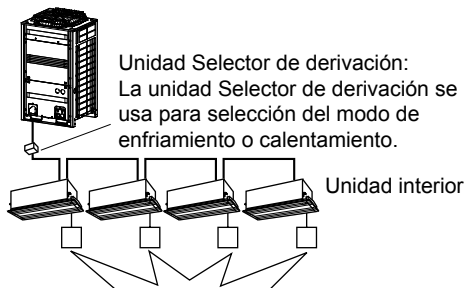 Unidad Selector de derivación:
La unidad Selector de derivación se
usa para selección del modo de
enfriamiento o calentamiento.
Unidad interior